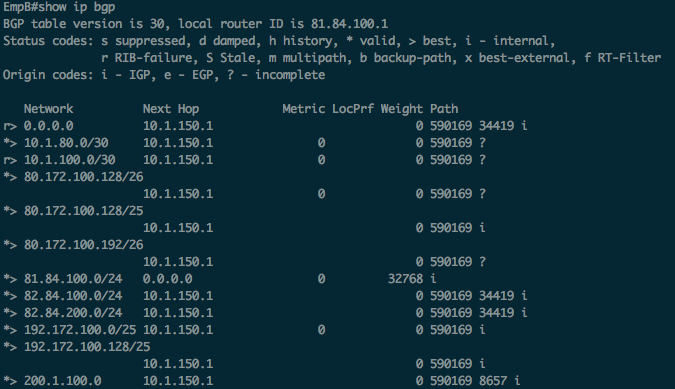 EmpB#show ip bgp
BGP table version is 30, local router ID is 81.84.100.1
Status codes: s suppressed, d damped, h history, * valid, > best, i - internal,
              r RIB-failure, S Stale, m multipath, b backup-path, x best-external, f RT-Filter
Origin codes: i - IGP, e - EGP, ? - incomplete

   Network          Next Hop            Metric LocPrf Weight Path
r> 0.0.0.0          10.1.150.1                             0 590169 34419 i
*> 10.1.80.0/30     10.1.150.1               0             0 590169 ?
r> 10.1.100.0/30    10.1.150.1               0             0 590169 ?
*> 80.172.100.128/26
                    10.1.150.1               0             0 590169 ?
*> 80.172.100.128/25
                    10.1.150.1                             0 590169 i
*> 80.172.100.192/26
                    10.1.150.1                             0 590169 ?
*> 81.84.100.0/24   0.0.0.0                  0         32768 i
*> 82.84.100.0/24   10.1.150.1                             0 590169 34419 i
*> 82.84.200.0/24   10.1.150.1                             0 590169 34419 i
*> 192.172.100.0/25 10.1.150.1               0             0 590169 i
*> 192.172.100.128/25
                    10.1.150.1                             0 590169 i
*> 200.1.100.0      10.1.150.1                             0 590169 8657 i